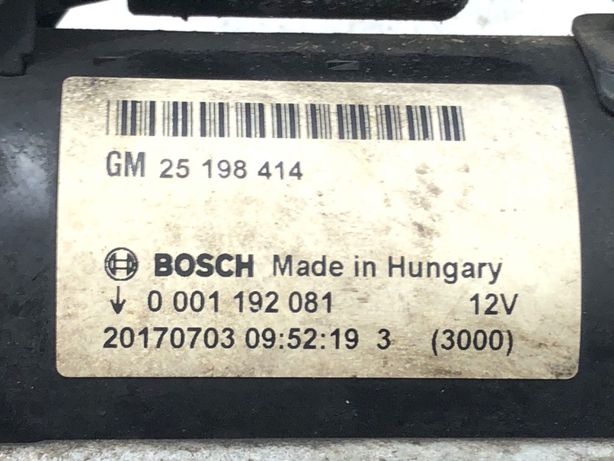 GM 25 198 414
BOSCH Made in Hungary
↓ 0 001 192 081 12V
20170703 09:52:19 3 (3000)